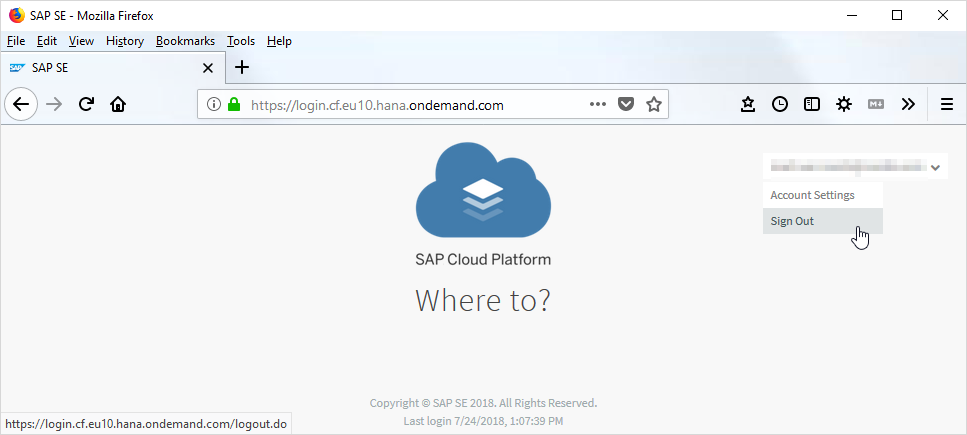 SAP SE - Mozilla Firefox
File Edit View History Bookmarks Tools Help
SAP SE
https://login.cf.eu10.hana.ondemand.com
Account Settings
Sign Out
SAP Cloud Platform
Where to?
Copyright © SAP SE 2018. All Rights Reserved.
Last login 7/24/2018, 1:07:39 PM
https://login.cf.eu10.hana.ondemand.com/logout.do